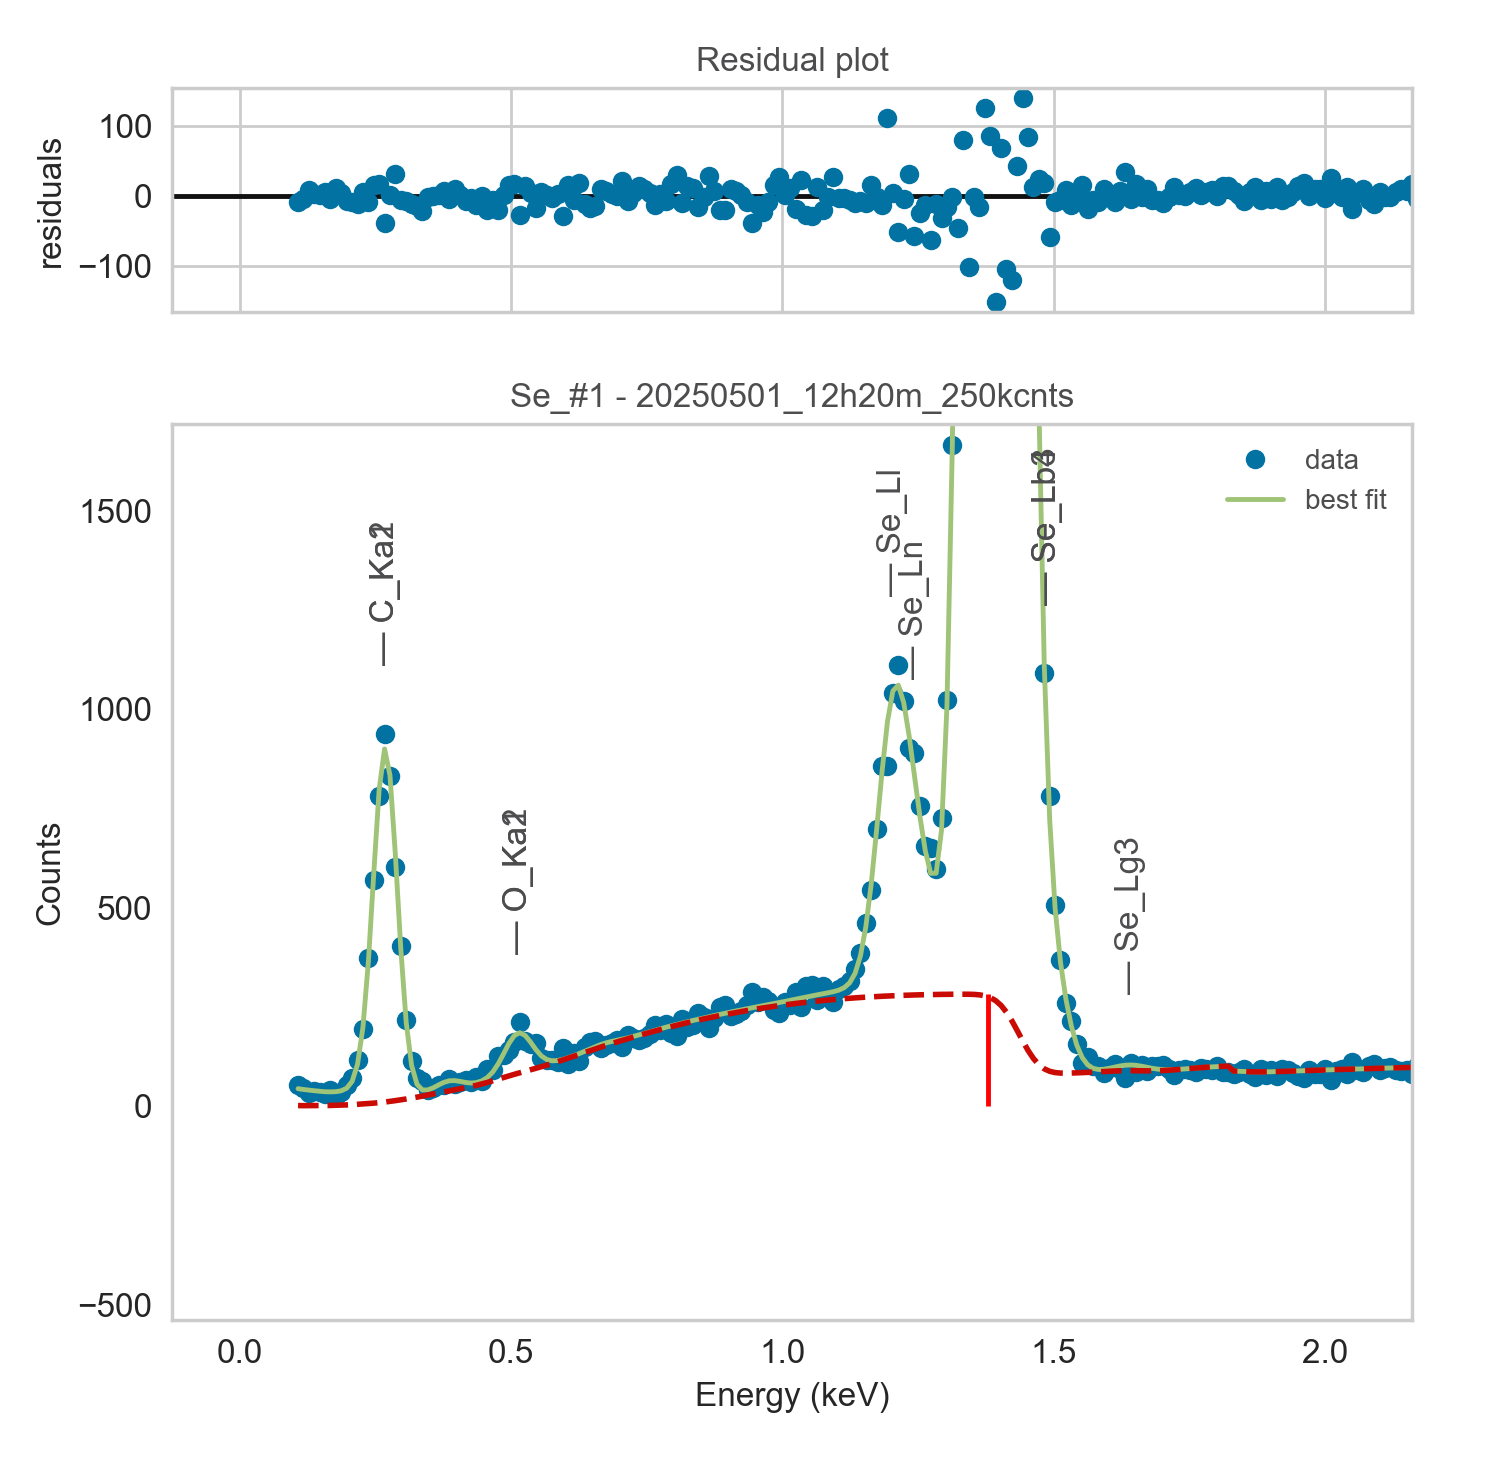 Residual plot
residuals
100
0
−100
Se_#1 - 20250501_12h20m_250kcnts
Counts
1500
1000
500
0
−500
data
best fit
— C_Ka2
— O_Ka2
— Se_Ll
— Se_Ln
— Se_Lg3
0.0
0.5
1.0
1.5
2.0
Energy (keV)